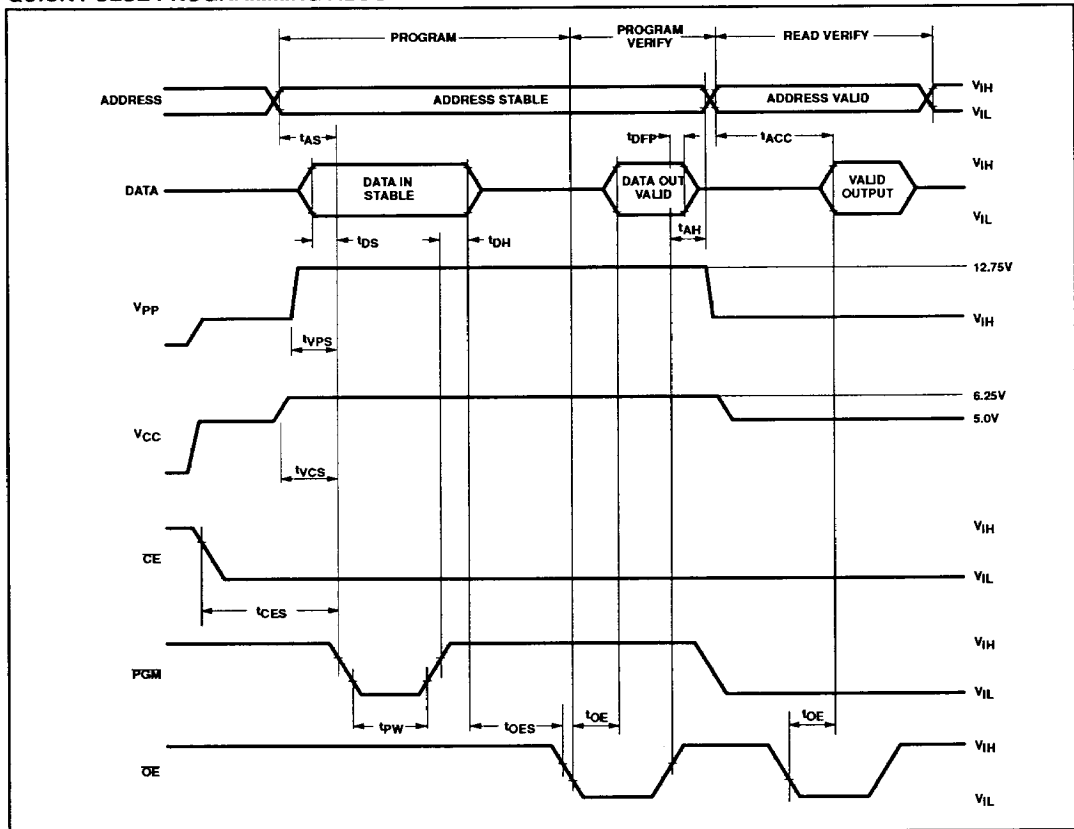 PROGRAM
PROGRAM VERIFY
READ VERIFY
ADDRESS
ADDRESS STABLE
ADDRESS VALID
VIH
VIL
tAS
tDFP
tACC
DATA
DATA IN STABLE
DATA OUT VALID
VALID OUTPUT
VIH
VIL
tDS
tDH
tAH
VPP
12.75V
VIH
tVPS
VCC
6.25V
5.0V
tVCS
CE
VIH
VIL
tCES
PGM
VIH
VIL
tPW
tOES
tOE
tOE
OE
VIH
VIL